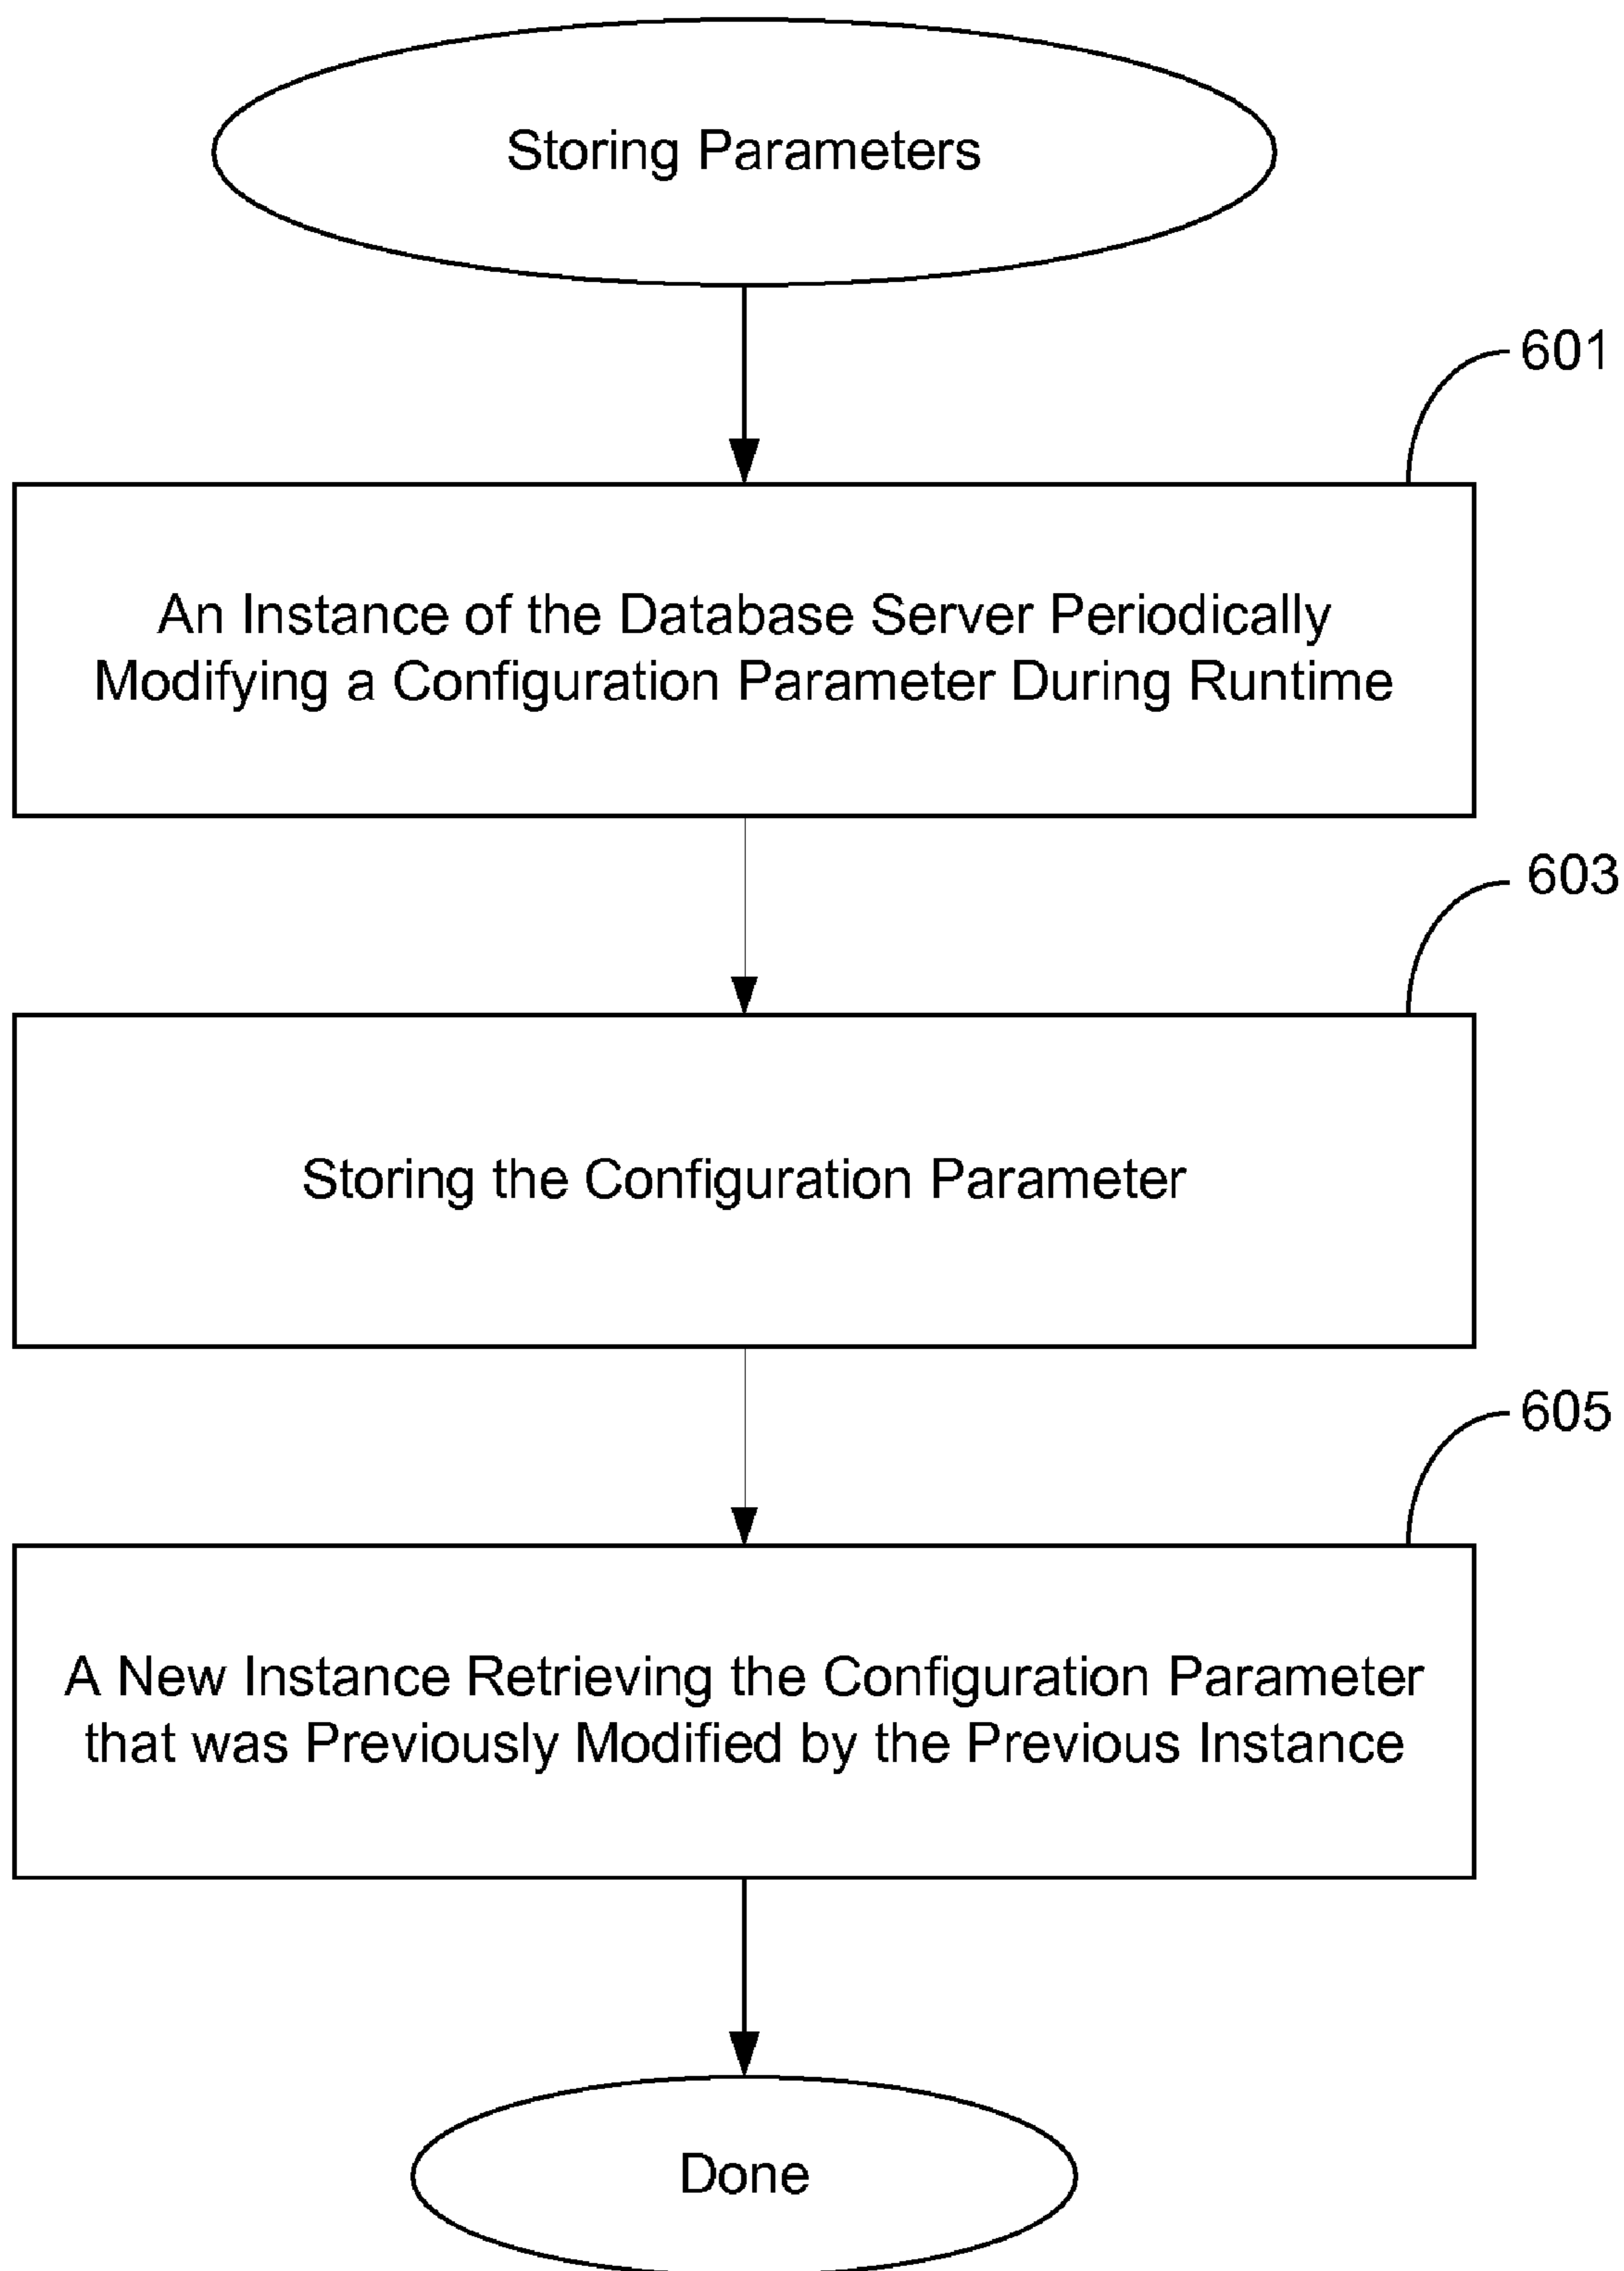 Storing Parameters
601
An Instance of the Database Server Periodically
Modifying a Configuration Parameter During Runtime
603
Storing the Configuration Parameter
605
A New Instance Retrieving the Configuration Parameter
that was Previously Modified by the Previous Instance
Done